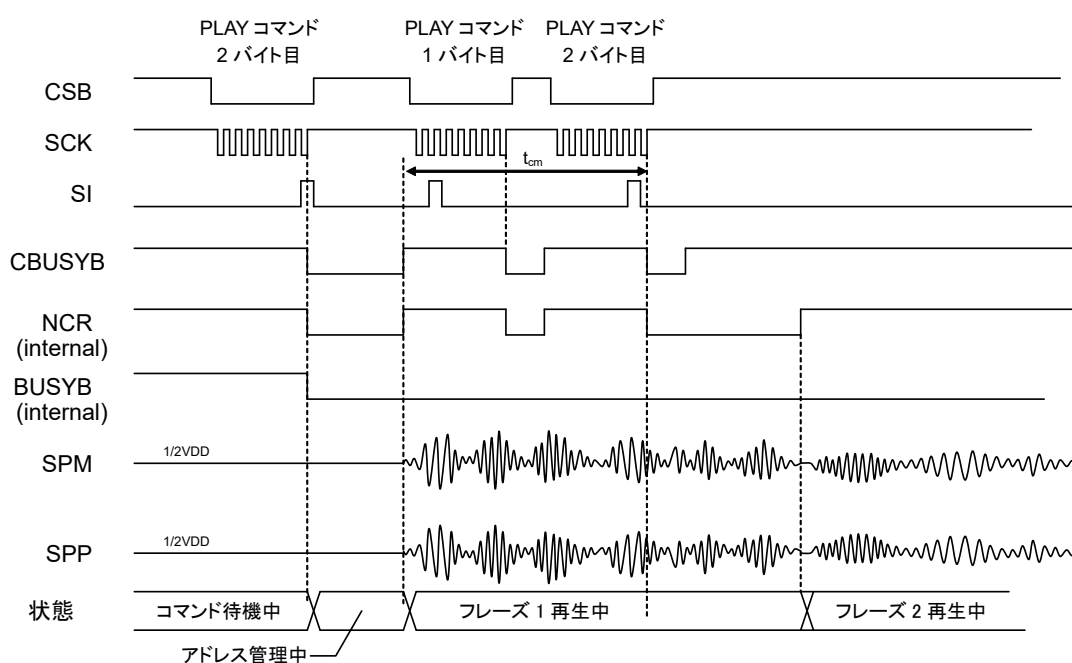 PLAY コマンド
2 バイト目
PLAY コマンド
1 バイト目
PLAY コマンド
2 バイト目
CSB
SCK
tcm
SI
CBUSYB
NCR
(internal)
BUSYB
(internal)
1/2VDD
SPM
1/2VDD
SPP
状態
コマンド待機中
フレーズ 1 再生中
フレーズ 2 再生中
アドレス管理中